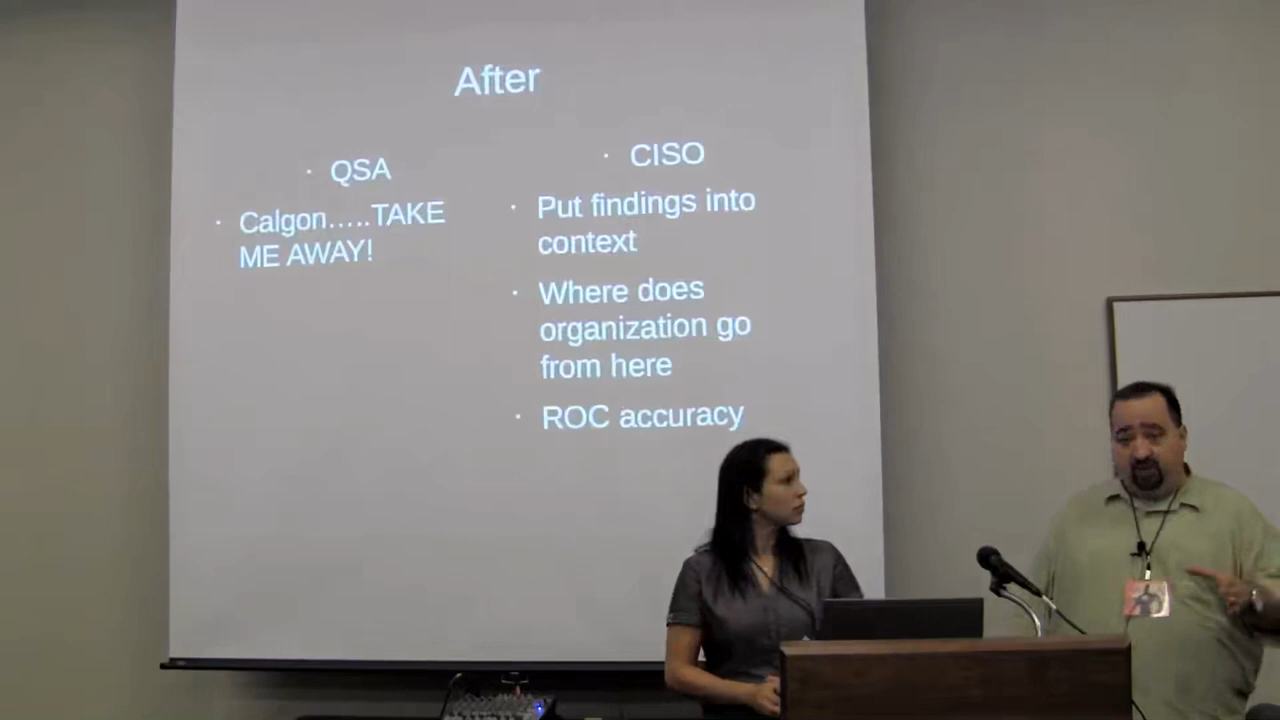 After
· QSA
· Calgon.....TAKE
ME AWAY!
· CISO
· Put findings into
context
· Where does
organization go
from here
· ROC accuracy